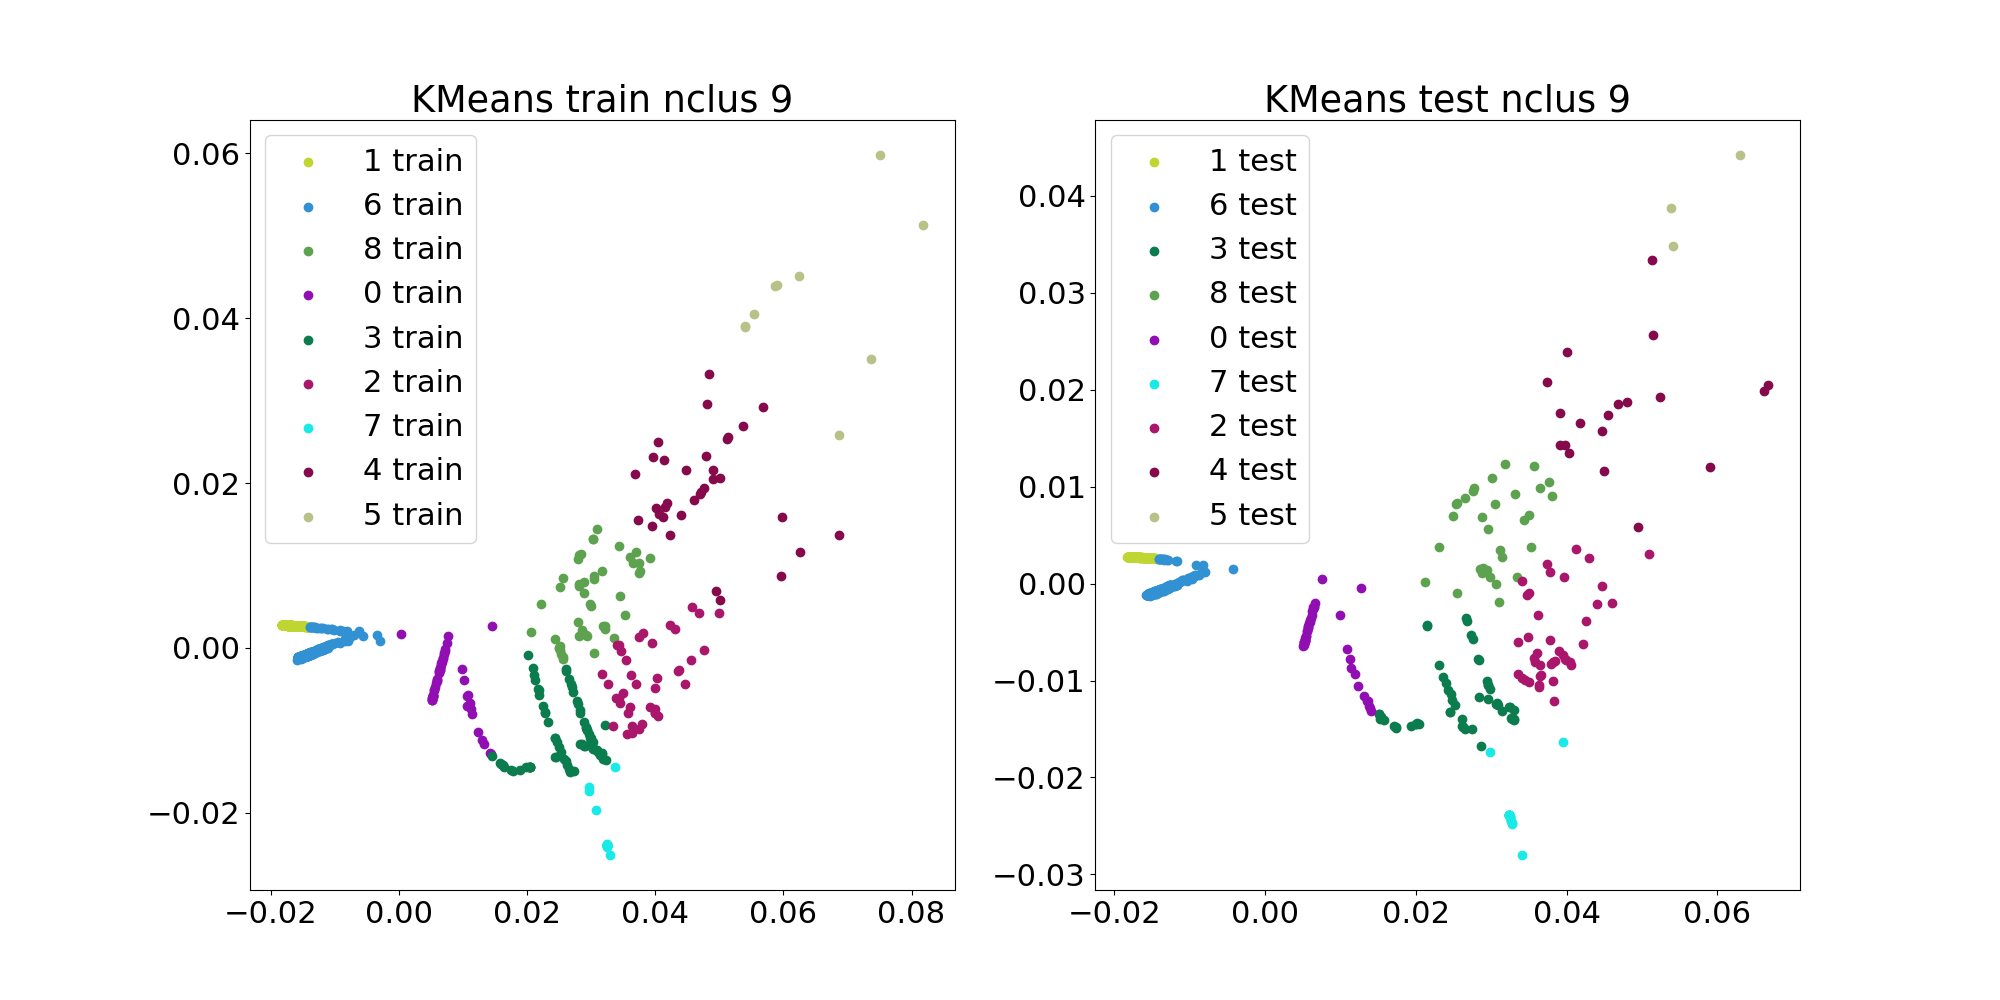 KMeans train nclus 9
1 train
6 train
8 train
0 train
3 train
2 train
7 train
4 train
5 train
0.06
0.04
0.02
0.00
−0.02
−0.02 0.00 0.02 0.04 0.06 0.08
KMeans test nclus 9
1 test
6 test
3 test
8 test
0 test
7 test
2 test
4 test
5 test
0.04
0.03
0.02
0.01
0.00
−0.01
−0.02
−0.03
−0.02 0.00 0.02 0.04 0.06